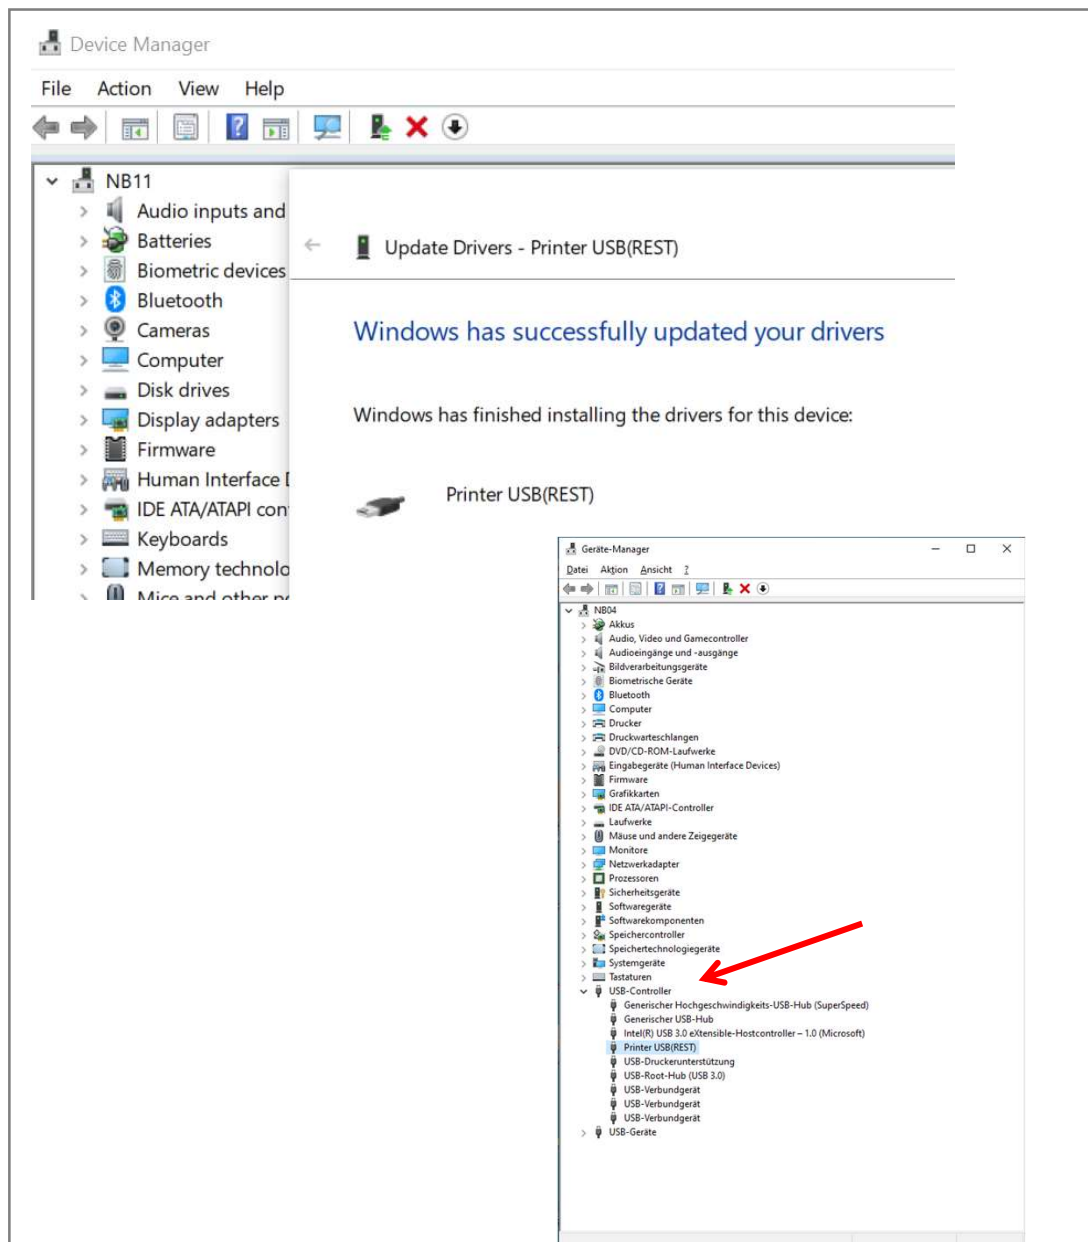 Device Manager
File Action View Help
NB11
Audio inputs and
Batteries
Biometric devices
Bluetooth
Cameras
Computer
Disk drives
Display adapters
Firmware
Human Interface D
IDE ATA/ATAPI con
Keyboards
Memory technolo
Mice and other po
Update Drivers - Printer USB(REST)
Windows has successfully updated your drivers
Windows has finished installing the drivers for this device:
Printer USB(REST)
Geräte-Manager
Datei Aktion Ansicht ?
NB04
Akkus
Audio, Video und Gamecontroller
Audioeingänge und -ausgänge
Bildverarbeitungsgeräte
Biometrische Geräte
Bluetooth
Computer
Drucker
Druckwarteschlangen
DVD/CD-ROM-Laufwerke
Eingabegeräte (Human Interface Devices)
Firmware
Grafikkarten
IDE ATA/ATAPI-Controller
Laufwerke
Mäuse und andere Zeigegeräte
Monitore
Netzwerkadapter
Prozessoren
Sicherheitsgeräte
Softwaregeräte
Softwarekomponenten
Speichercontroller
Speichertechnologiegeräte
Systemgeräte
Tastaturen
USB-Controller
Generischer Hochgeschwindigkeits-USB-Hub (SuperSpeed)
Generischer USB-Hub
Intel(R) USB 3.0 eXtensible-Hostcontroller – 1.0 (Microsoft)
Printer USB(REST)
USB-Druckerunterstützung
USB-Root-Hub (USB 3.0)
USB-Verbundgerät
USB-Verbundgerät
USB-Verbundgerät
USB-Geräte